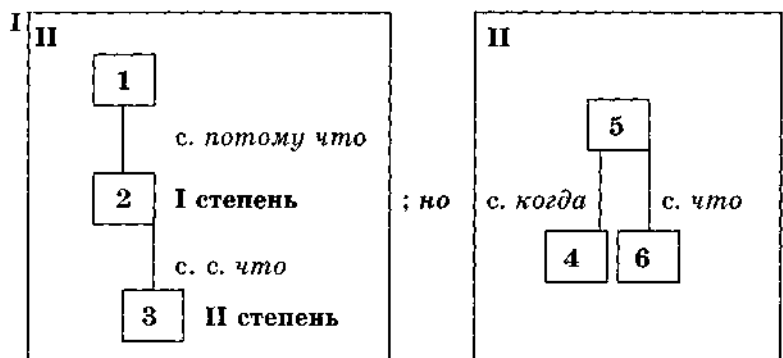 I II
II
1
с. потому что
5
2 I степень
; но
с. когда
с. что
с. с. что
4 6
3 II степень